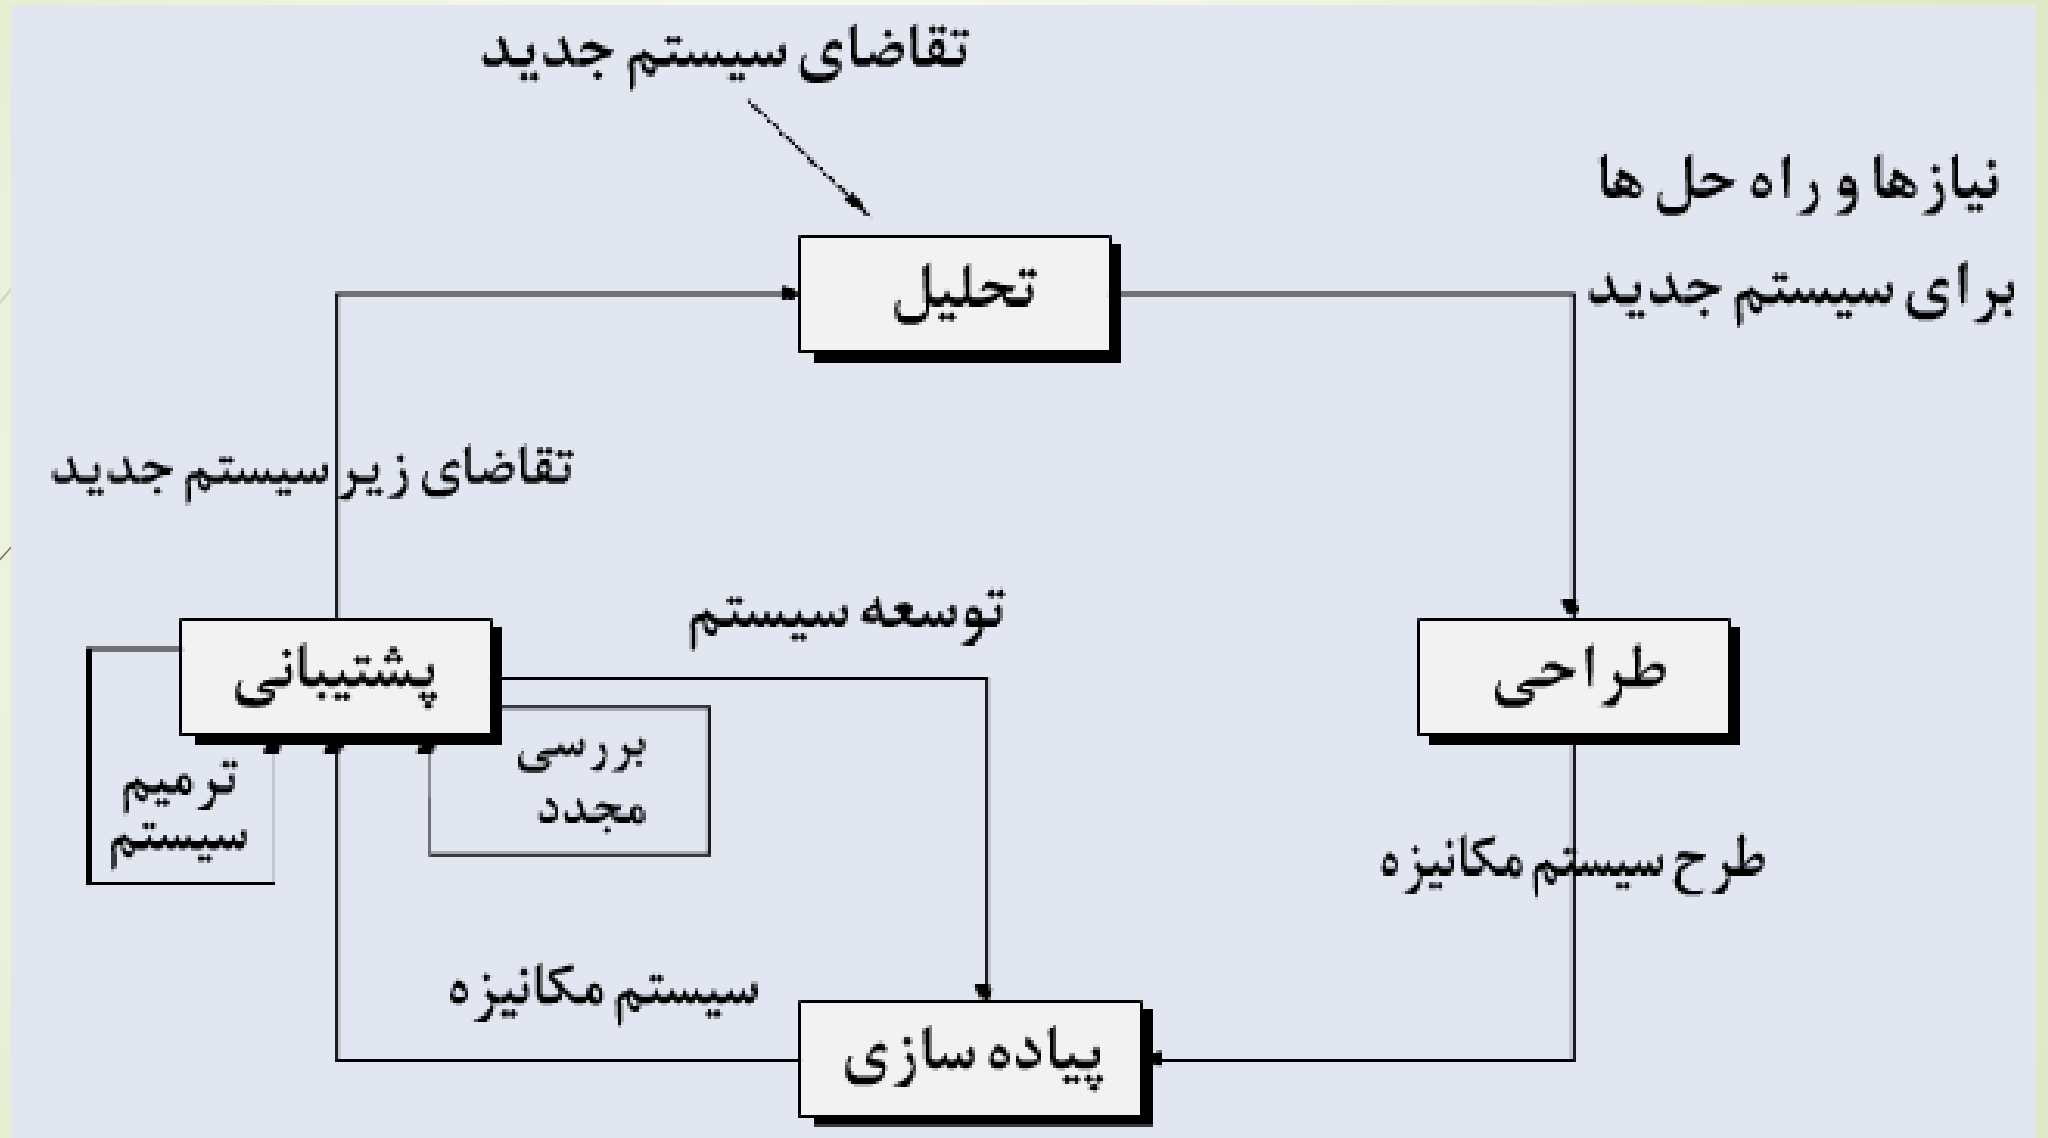 تقاضای سیستم جدید
نیازها و راه حل ها
برای سیستم جدید
تحلیل
تقاضای زیر سیستم جدید
توسعه سیستم
پشتیبانی
طراحی
بررسی
مجدد
ترمیم
سیستم
طرح سیستم مکانیزه
سیستم مکانیزه
پیاده سازی